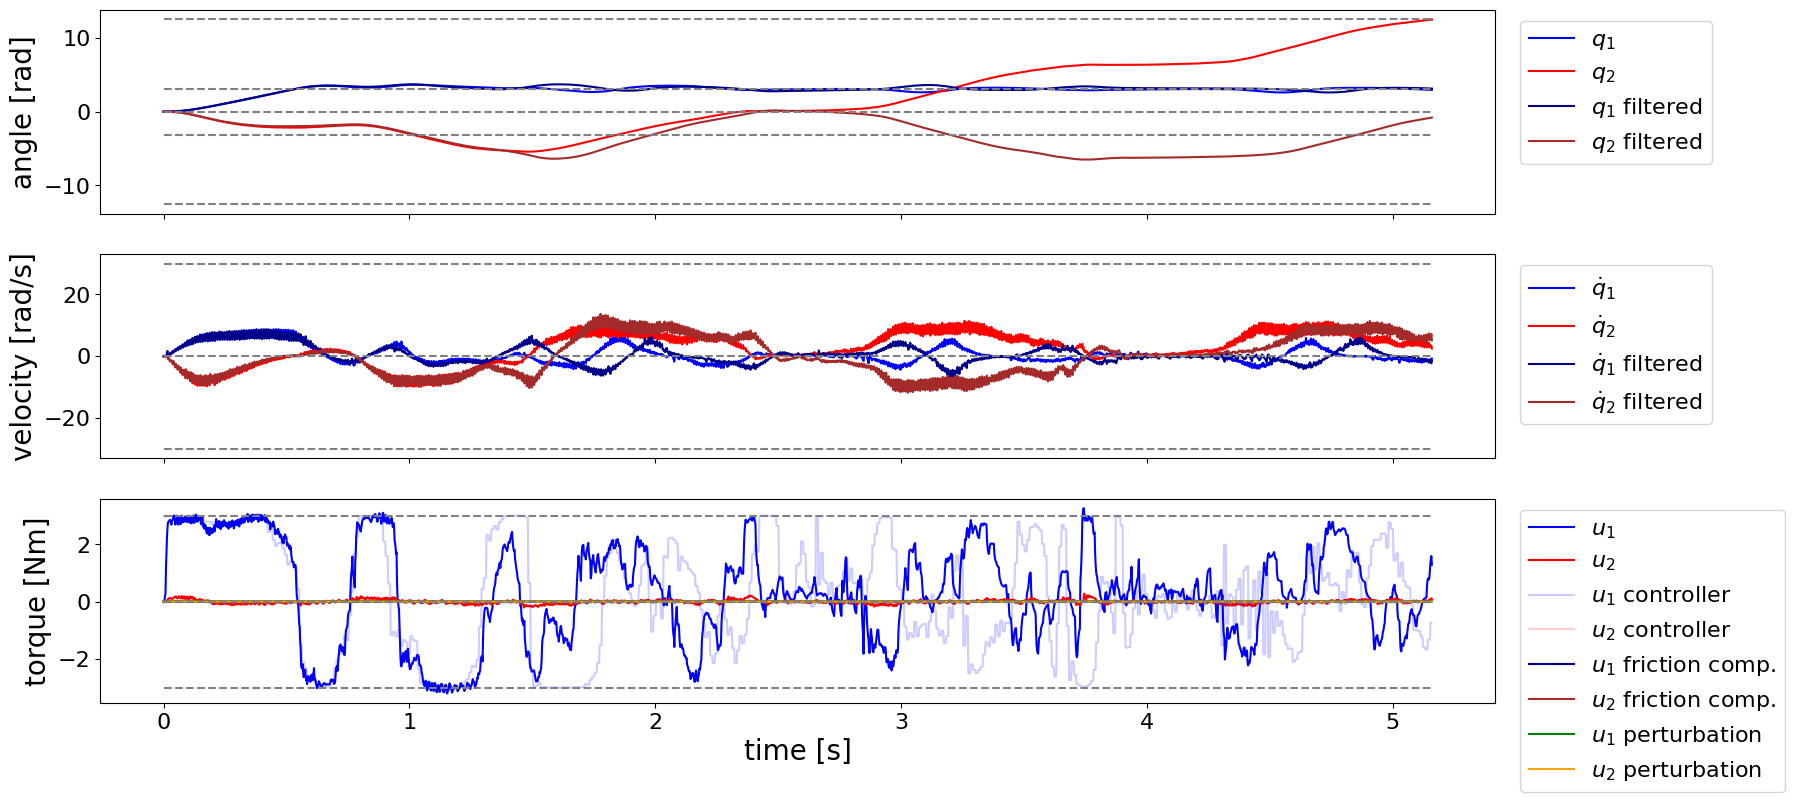 angle [rad]
10
0
−10
q₁
q₂
q₁ filtered
q₂ filtered
velocity [rad/s]
20
0
−20
q̇₁
q̇₂
q̇₁ filtered
q̇₂ filtered
torque [Nm]
2
0
−2
0 1 2 3 4 5
time [s]
u₁
u₂
u₁ controller
u₂ controller
u₁ friction comp.
u₂ friction comp.
u₁ perturbation
u₂ perturbation